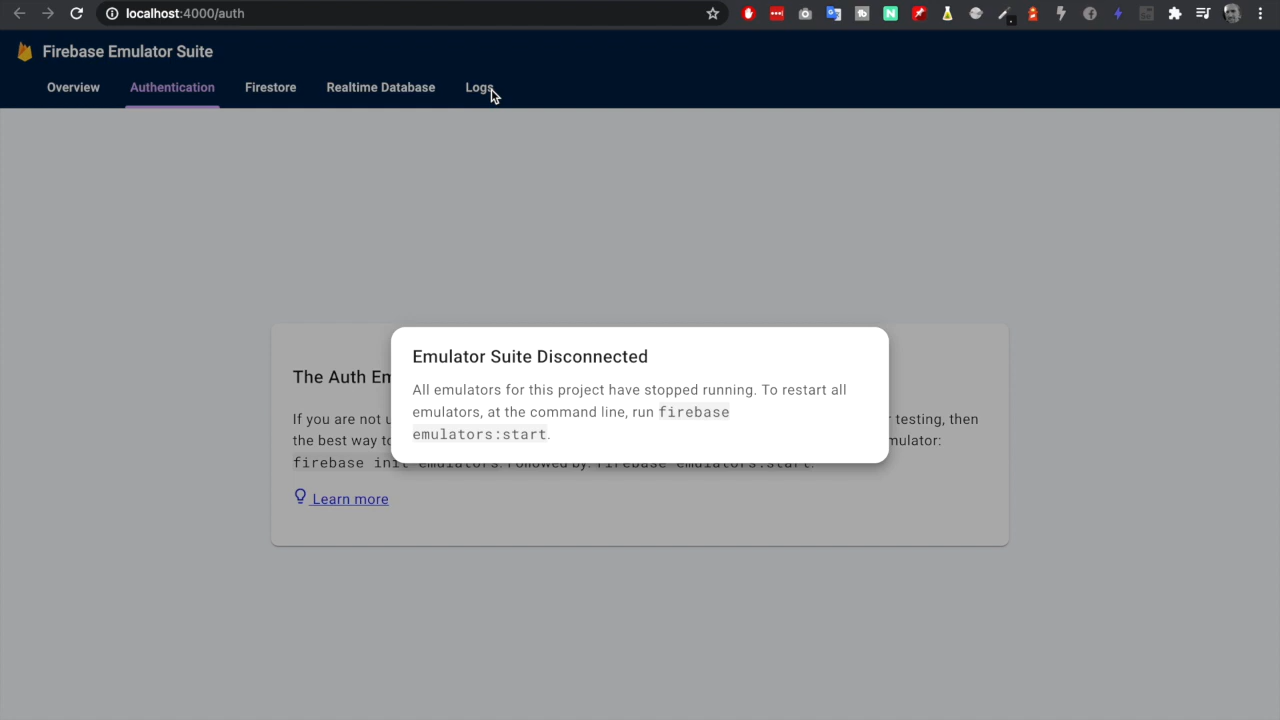 localhost:4000/auth
Firebase Emulator Suite
Overview Authentication Firestore Realtime Database Logs
Emulator Suite Disconnected
All emulators for this project have stopped running. To restart all
emulators, at the command line, run firebase
emulators:start.
The Auth Em
If you are not u r testing, then
the best way to mulator:
firebase init emulators. Followed by: firebase emulators:start.
Learn more